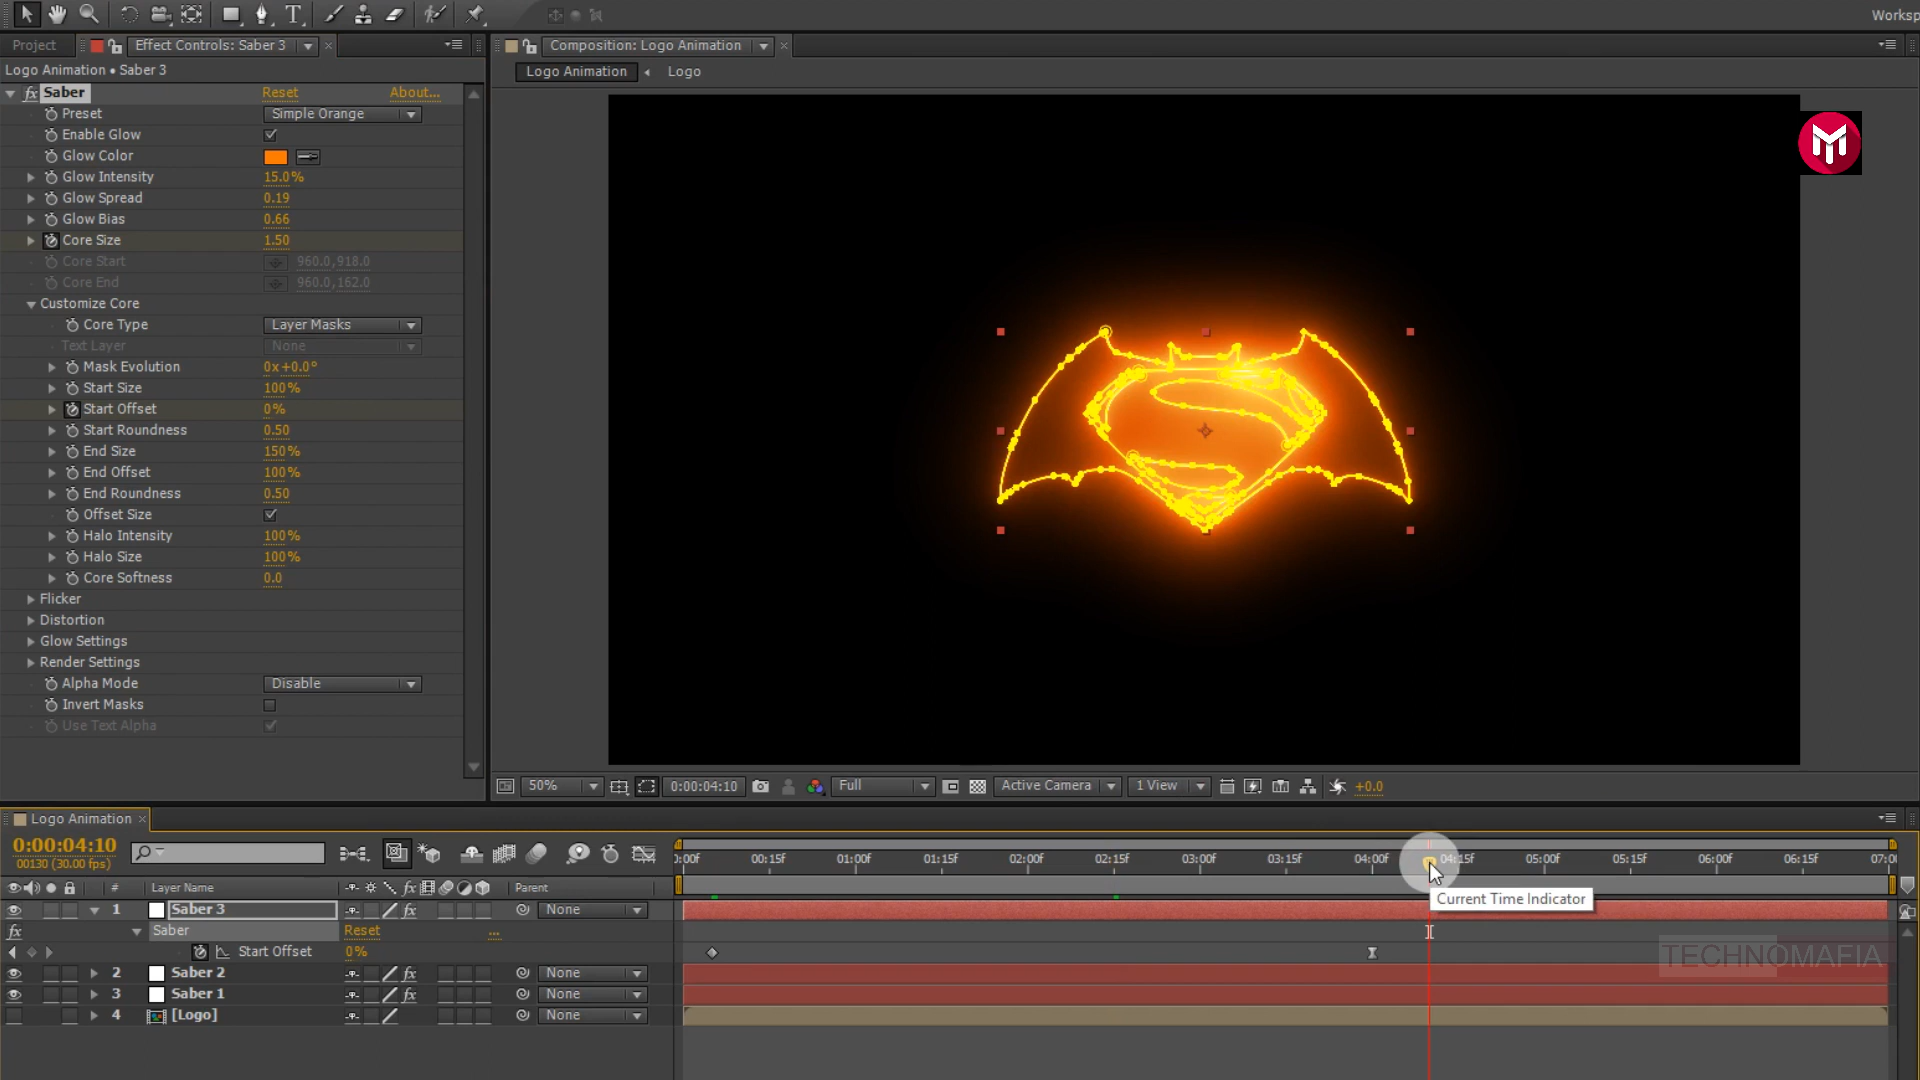 Worksp
Project
Effect Controls: Saber 3
Composition: Logo Animation
Logo Animation • Saber 3
Logo Animation
Logo
fx Saber Reset About...
Preset Simple Orange
Enable Glow
Glow Color
Glow Intensity 15.0%
Glow Spread 0.19
Glow Bias 0.66
Core Size 1.50
Core Start 960.0,918.0
Core End 960.0,162.0
Customize Core
Core Type Layer Masks
Text Layer None
Mask Evolution 0x+0.0°
Start Size 100%
Start Offset 0%
Start Roundness 0.50
End Size 150%
End Offset 100%
End Roundness 0.50
Offset Size
Halo Intensity 100%
Halo Size 100%
Core Softness 0.0
Flicker
Distortion
Glow Settings
Render Settings
Alpha Mode Disable
Invert Masks
Use Text Alpha
50% 0:00:04:10 Full Active Camera 1 View +0.0
Logo Animation
0:00:04:10
00130 (30.00 fps)
:00f 00:15f 01:00f 01:15f 02:00f 02:15f 03:00f 03:15f 04:00f 04:15f 05:00f 05:15f 06:00f 06:15f 07:0
# Layer Name fx Parent
Current Time Indicator
1 Saber 3 fx None
fx Saber Reset ...
Start Offset 0%
2 Saber 2 fx None
3 Saber 1 fx None
4 [Logo] None
TECHNOMAFIA